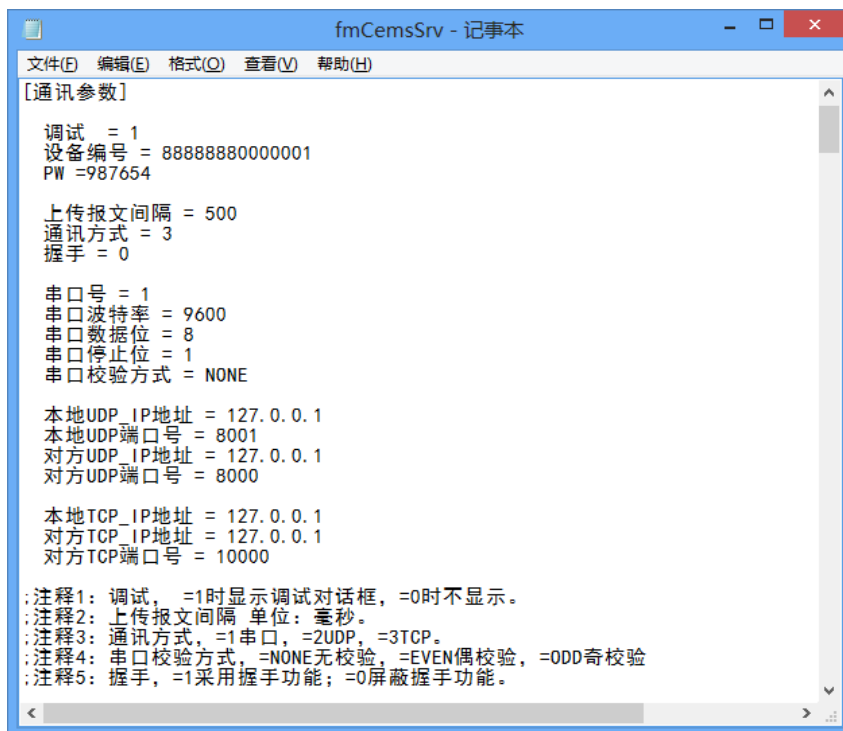 fmCemsSrv - 记事本
文件(F) 编辑(E) 格式(O) 查看(V) 帮助(H)
[通讯参数]
调试 = 1
设备编号 = 88888880000001
PW =987654
上传报文间隔 = 500
通讯方式 = 3
握手 = 0
串口号 = 1
串口波特率 = 9600
串口数据位 = 8
串口停止位 = 1
串口校验方式 = NONE
本地UDP_IP地址 = 127.0.0.1
本地UDP端口号 = 8001
对方UDP_IP地址 = 127.0.0.1
对方UDP端口号 = 8000
本地TCP_IP地址 = 127.0.0.1
对方TCP_IP地址 = 127.0.0.1
对方TCP端口号 = 10000
;注释1: 调试, =1时显示调试对话框, =0时不显示。
;注释2: 上传报文间隔 单位: 毫秒。
;注释3: 通讯方式, =1串口, =2UDP, =3TCP。
;注释4: 串口校验方式, =NONE无校验, =EVEN偶校验, =ODD奇校验
;注释5: 握手, =1采用握手功能; =0屏蔽握手功能。